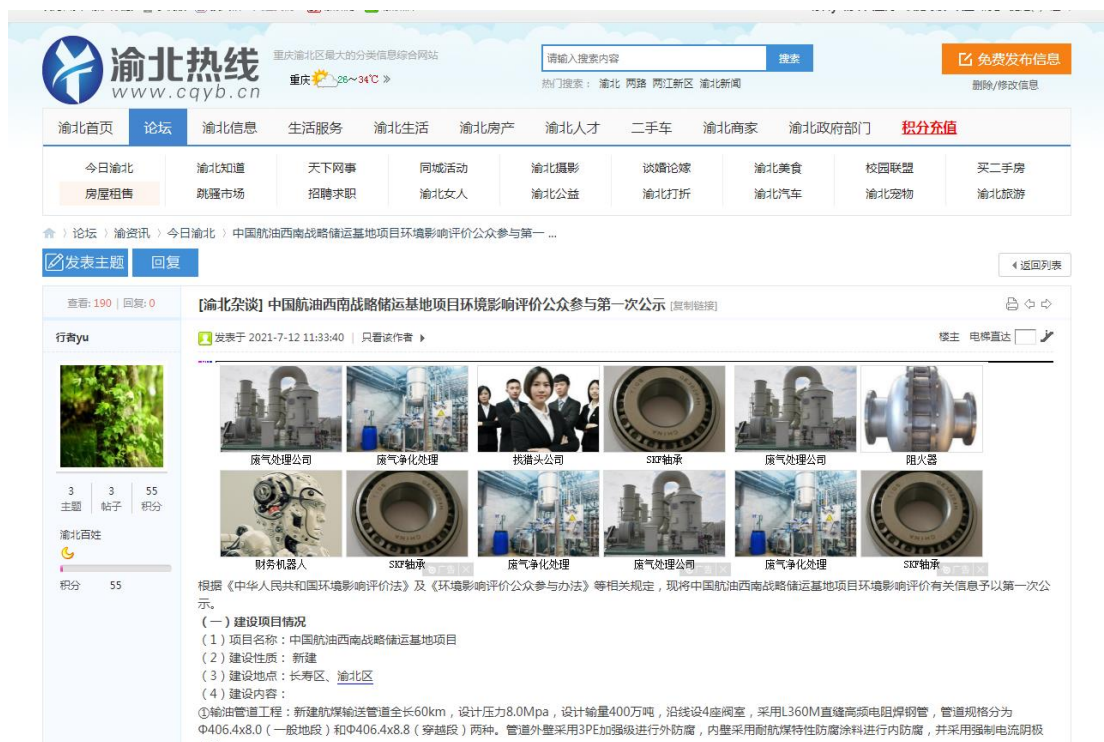 渝北热线
www.cqyb.cn
重庆渝北区最大的分类信息综合网站
重庆 26~34℃ »
请输入搜索内容 搜索
热门搜索： 渝北 两路 两江新区 渝北新闻
免费发布信息
删除/修改信息
渝北首页 论坛 渝北信息 生活服务 渝北生活 渝北房产 渝北人才 二手车 渝北商家 渝北政府部门 积分充值
今日渝北 渝北知道 天下网事 同城活动 渝北摄影 谈婚论嫁 渝北美食 校园联盟 买二手房
房屋租售 跳骚市场 招聘求职 渝北女人 渝北公益 渝北打折 渝北汽车 渝北宠物 渝北旅游
〉论坛 〉渝资讯 〉今日渝北 〉中国航油西南战略储运基地项目环境影响评价公众参与第一 ...
发表主题 回复
返回列表
查看: 190 | 回复: 0
[渝北杂谈] 中国航油西南战略储运基地项目环境影响评价公众参与第一次公示 [复制链接]
行者yu
发表于 2021-7-12 11:33:40 | 只看该作者
楼主 电梯直达
废气处理公司 废气净化处理 找猎头公司 SKF轴承 废气处理公司 阻火器
财务机器人 SKF轴承 废气净化处理 废气处理公司 废气净化处理 SKF轴承
广告
3 3 55
主题 帖子 积分
渝北百姓
积分 55
根据《中华人民共和国环境影响评价法》及《环境影响评价公众参与办法》等相关规定，现将中国航油西南战略储运基地项目环境影响评价有关信息予以第一次公
示。
（一）建设项目情况
（1）项目名称：中国航油西南战略储运基地项目
（2）建设性质： 新建
（3）建设地点：长寿区、渝北区
（4）建设内容：
①输油管道工程：新建航煤输送管道全长60km，设计压力8.0Mpa，设计输量400万吨，沿线设4座阀室，采用L360M直缝高频电阻焊钢管，管道规格分为
Φ406.4x8.0（一般地段）和Φ406.4x8.8（穿越段）两种。管道外壁采用3PE加强级进行外防腐，内壁采用耐航煤特性防腐涂料进行内防腐，并采用强制电流阴极